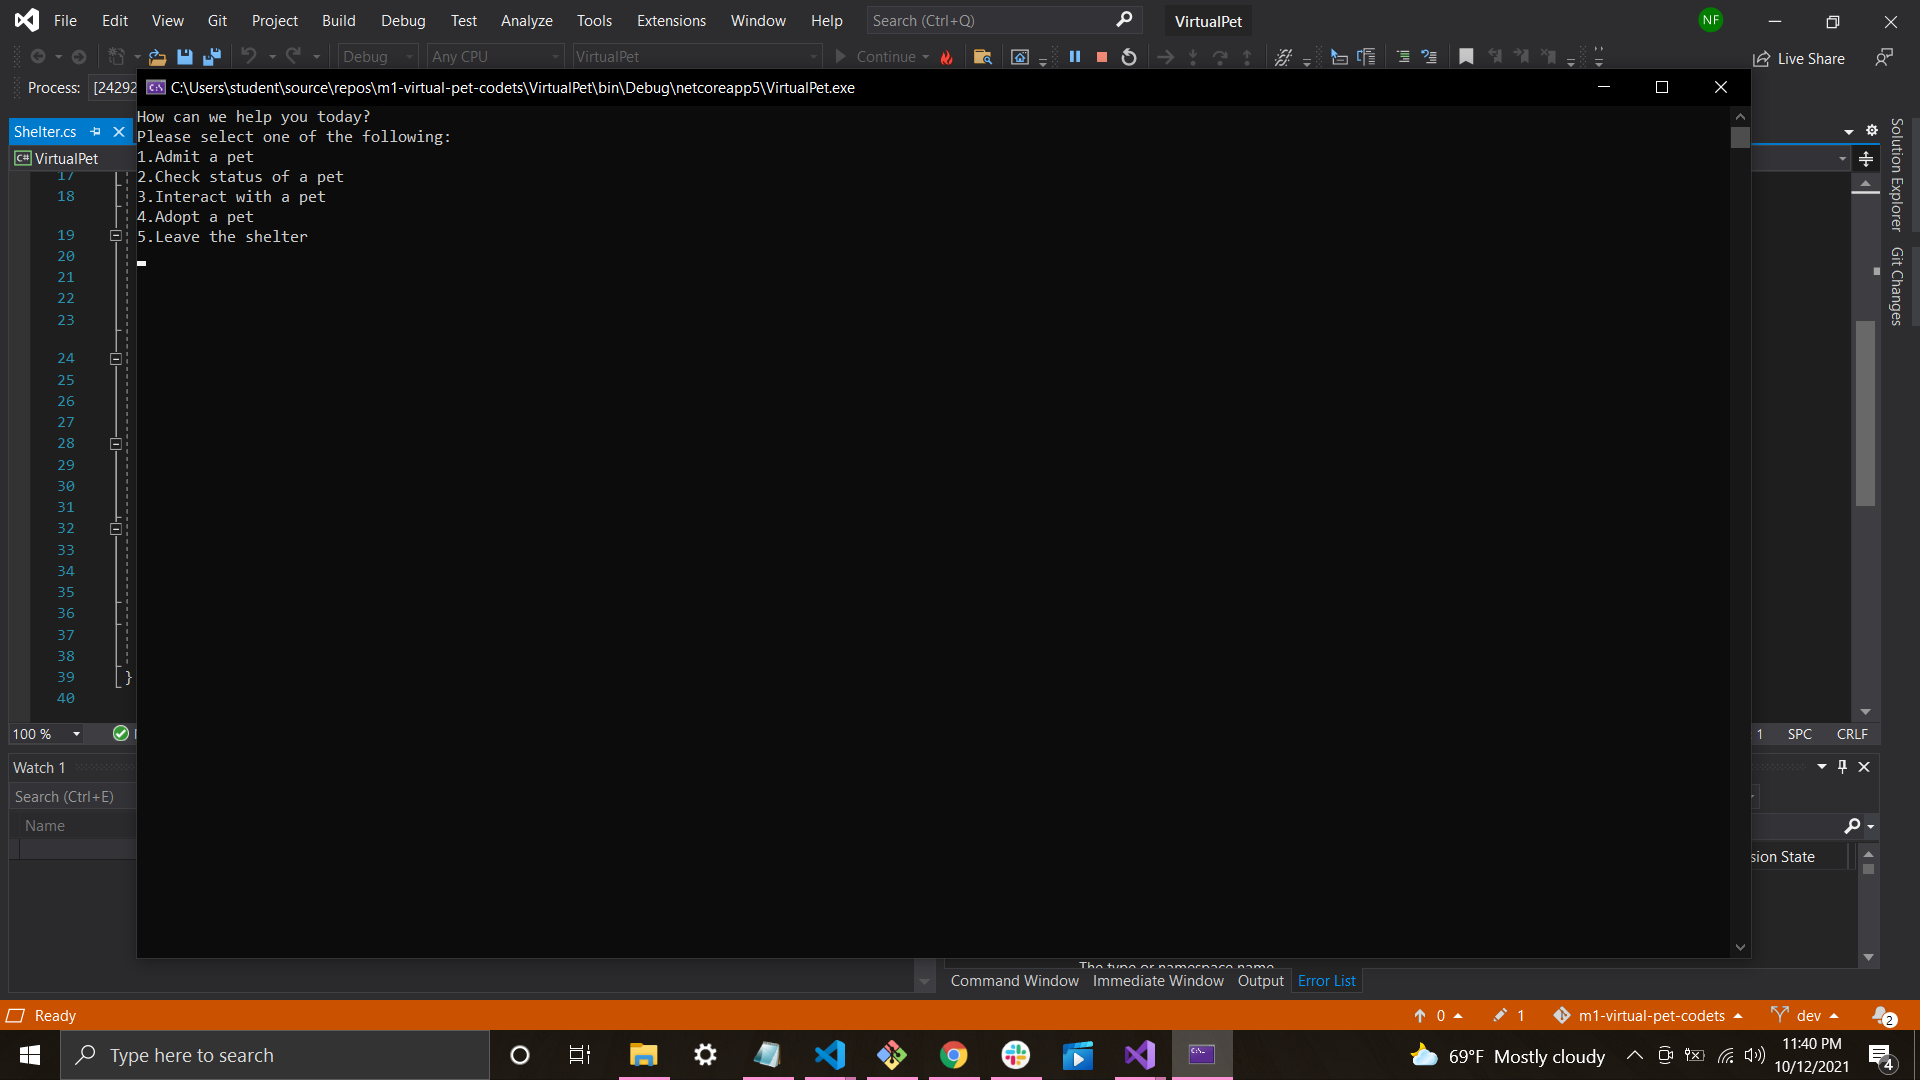 File Edit View Git Project Build Debug Test Analyze Tools Extensions Window Help Search (Ctrl+Q) VirtualPet NF
Debug Any CPU VirtualPet Continue Live Share
Process: [24292
C:\Users\student\source\repos\m1-virtual-pet-codets\VirtualPet\bin\Debug\netcoreapp5\VirtualPet.exe
How can we help you today?
Please select one of the following:
1.Admit a pet
2.Check status of a pet
3.Interact with a pet
4.Adopt a pet
5.Leave the shelter
Shelter.cs
C# VirtualPet
17
18
19
20
21
22
23
24
25
26
27
28
29
30
31
32
33
34
35
36
37
38
39 }
40
Solution Explorer
Git Changes
100 % 1 SPC CRLF
Watch 1
Search (Ctrl+E)
Name
sion State
The type or namespace name
Command Window Immediate Window Output Error List
Ready 0 1 m1-virtual-pet-codets dev 2
Type here to search 69°F Mostly cloudy 11:40 PM
10/12/2021 4